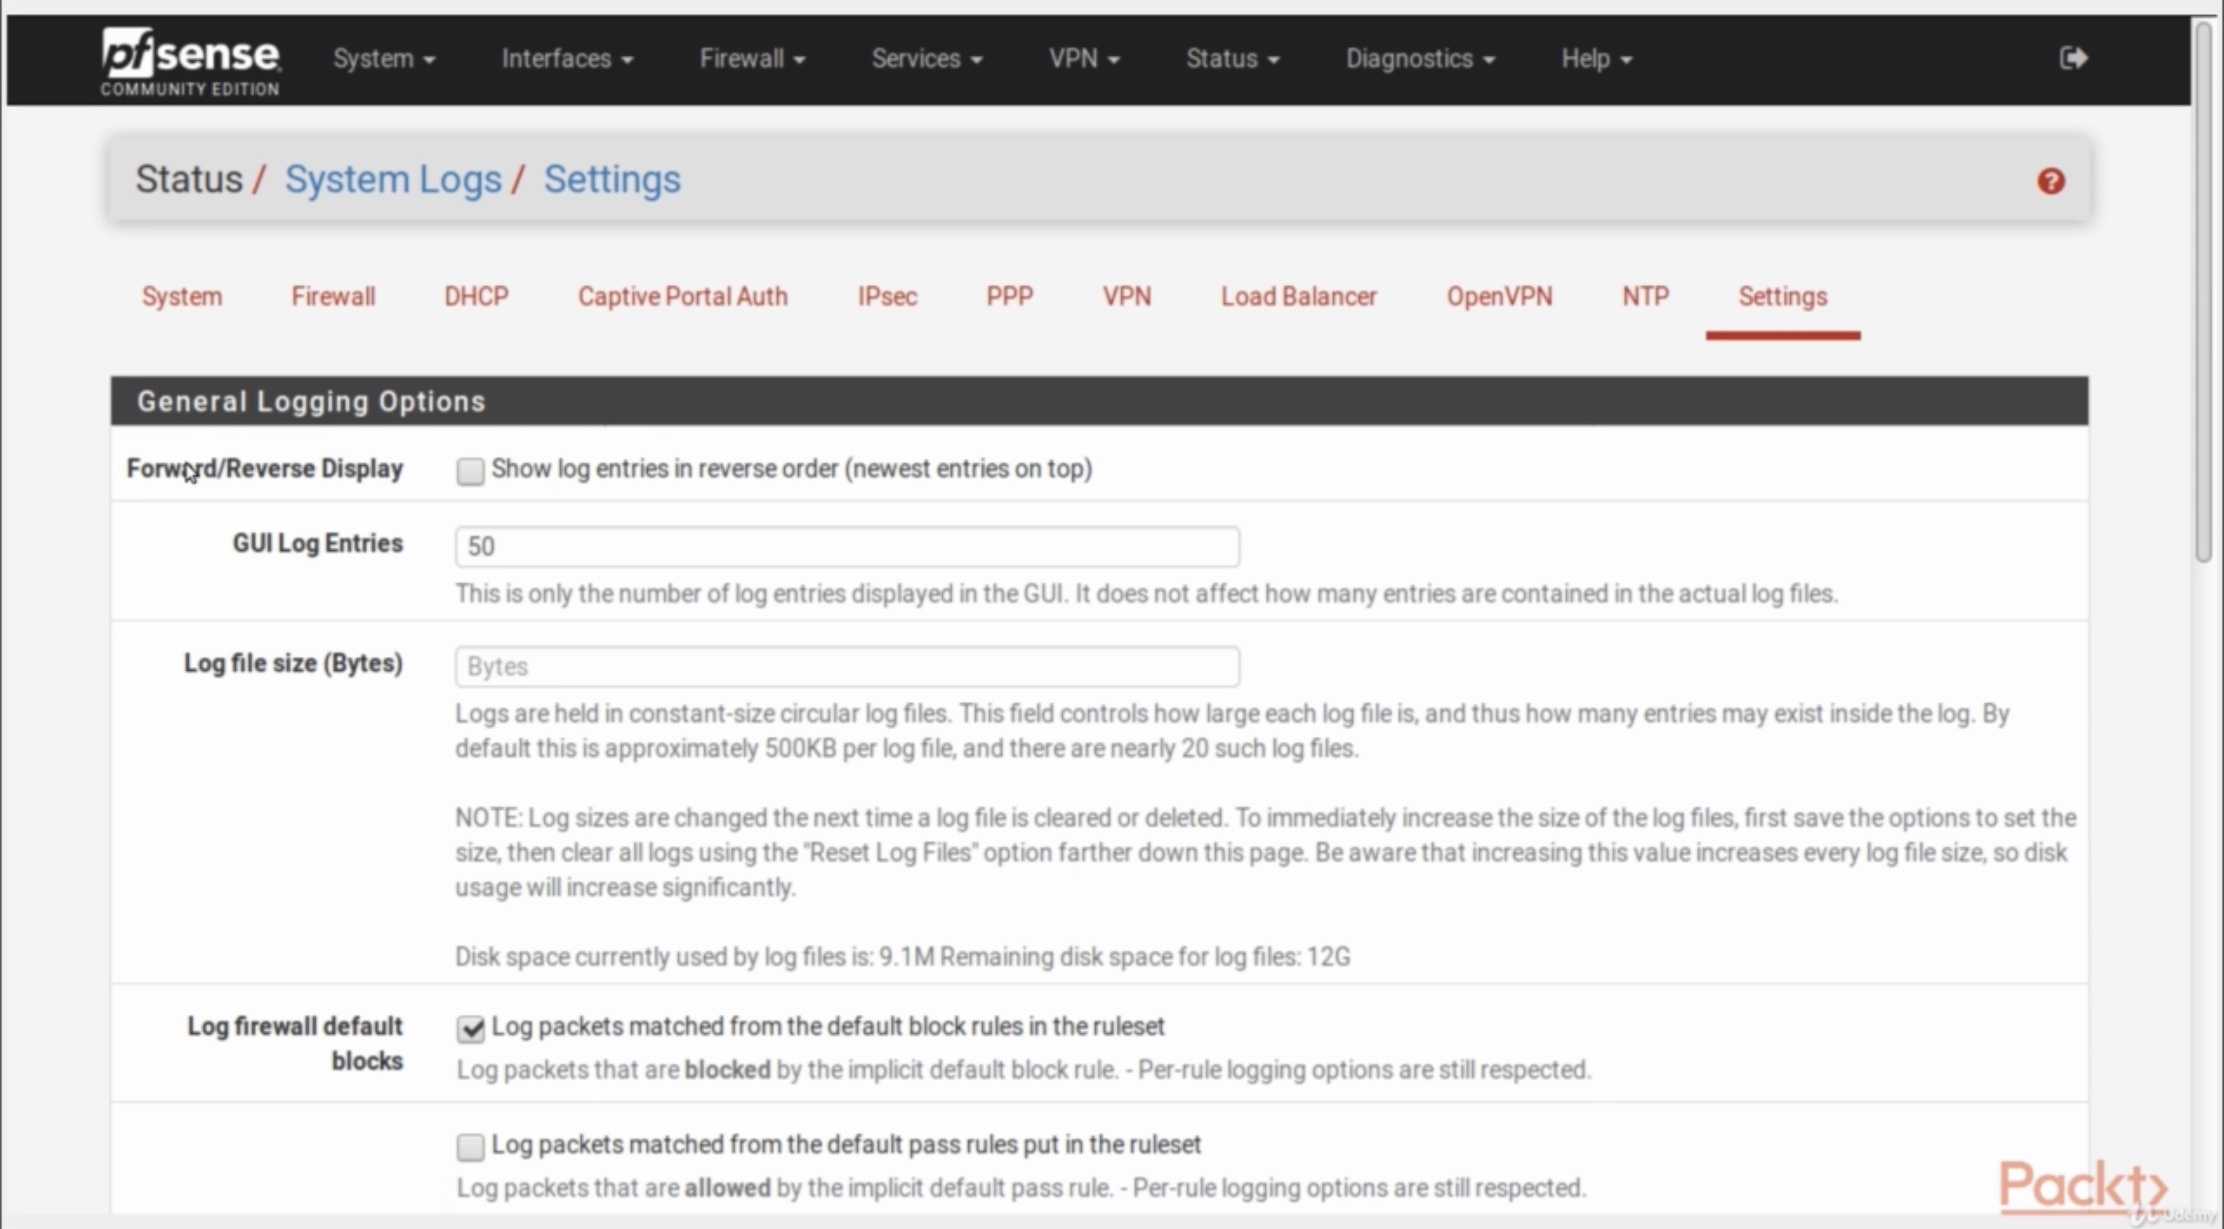 pfsense
COMMUNITY EDITION
System
Interfaces
Firewall
Services
VPN
Status
Diagnostics
Help
Status / System Logs / Settings
System
Firewall
DHCP
Captive Portal Auth
IPsec
PPP
VPN
Load Balancer
OpenVPN
NTP
Settings
General Logging Options
Forward/Reverse Display
Show log entries in reverse order (newest entries on top)
GUI Log Entries
50
This is only the number of log entries displayed in the GUI. It does not affect how many entries are contained in the actual log files.
Log file size (Bytes)
Bytes
Logs are held in constant-size circular log files. This field controls how large each log file is, and thus how many entries may exist inside the log. By
default this is approximately 500KB per log file, and there are nearly 20 such log files.
NOTE: Log sizes are changed the next time a log file is cleared or deleted. To immediately increase the size of the log files, first save the options to set the
size, then clear all logs using the "Reset Log Files" option farther down this page. Be aware that increasing this value increases every log file size, so disk
usage will increase significantly.
Disk space currently used by log files is: 9.1M Remaining disk space for log files: 12G
Log firewall default
blocks
Log packets matched from the default block rules in the ruleset
Log packets that are blocked by the implicit default block rule. - Per-rule logging options are still respected.
Log packets matched from the default pass rules put in the ruleset
Log packets that are allowed by the implicit default pass rule. - Per-rule logging options are still respected.
Packt
Udemy